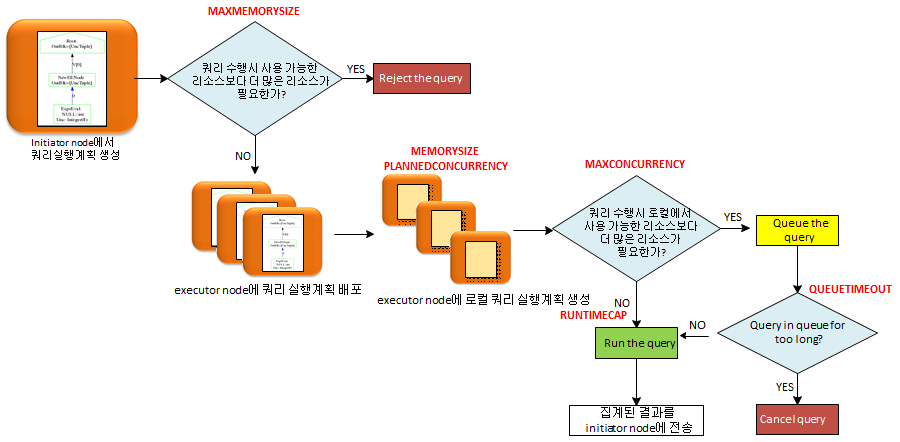 MAXMEMORYSIZE
Root
OutBlk=[UncTuple]
V[0]
NewEENode
OutBlk=[UncTuple]
0
ExprEval:
NULL::int
Unc: Integer(8)
Initiator node에서
쿼리실행계획 생성
쿼리 수행시 사용 가능한
리소스보다 더 많은 리소스가
필요한가?
YES
Reject the query
NO
executor node에 쿼리 실행계획 배포
MEMORYSIZE
PLANNEDCONCURRENCY
executor node에 로컬 쿼리 실행계획 생성
MAXCONCURRENCY
쿼리 수행시 로컬에서
사용 가능한 리소스보다
더 많은 리소스가
필요한가?
YES
Queue the
query
QUEUETIMEOUT
Query in queue for
too long?
NO
YES
Cancel query
NO
RUNTIMECAP
Run the query
집계된 결과를
initiator node에 전송